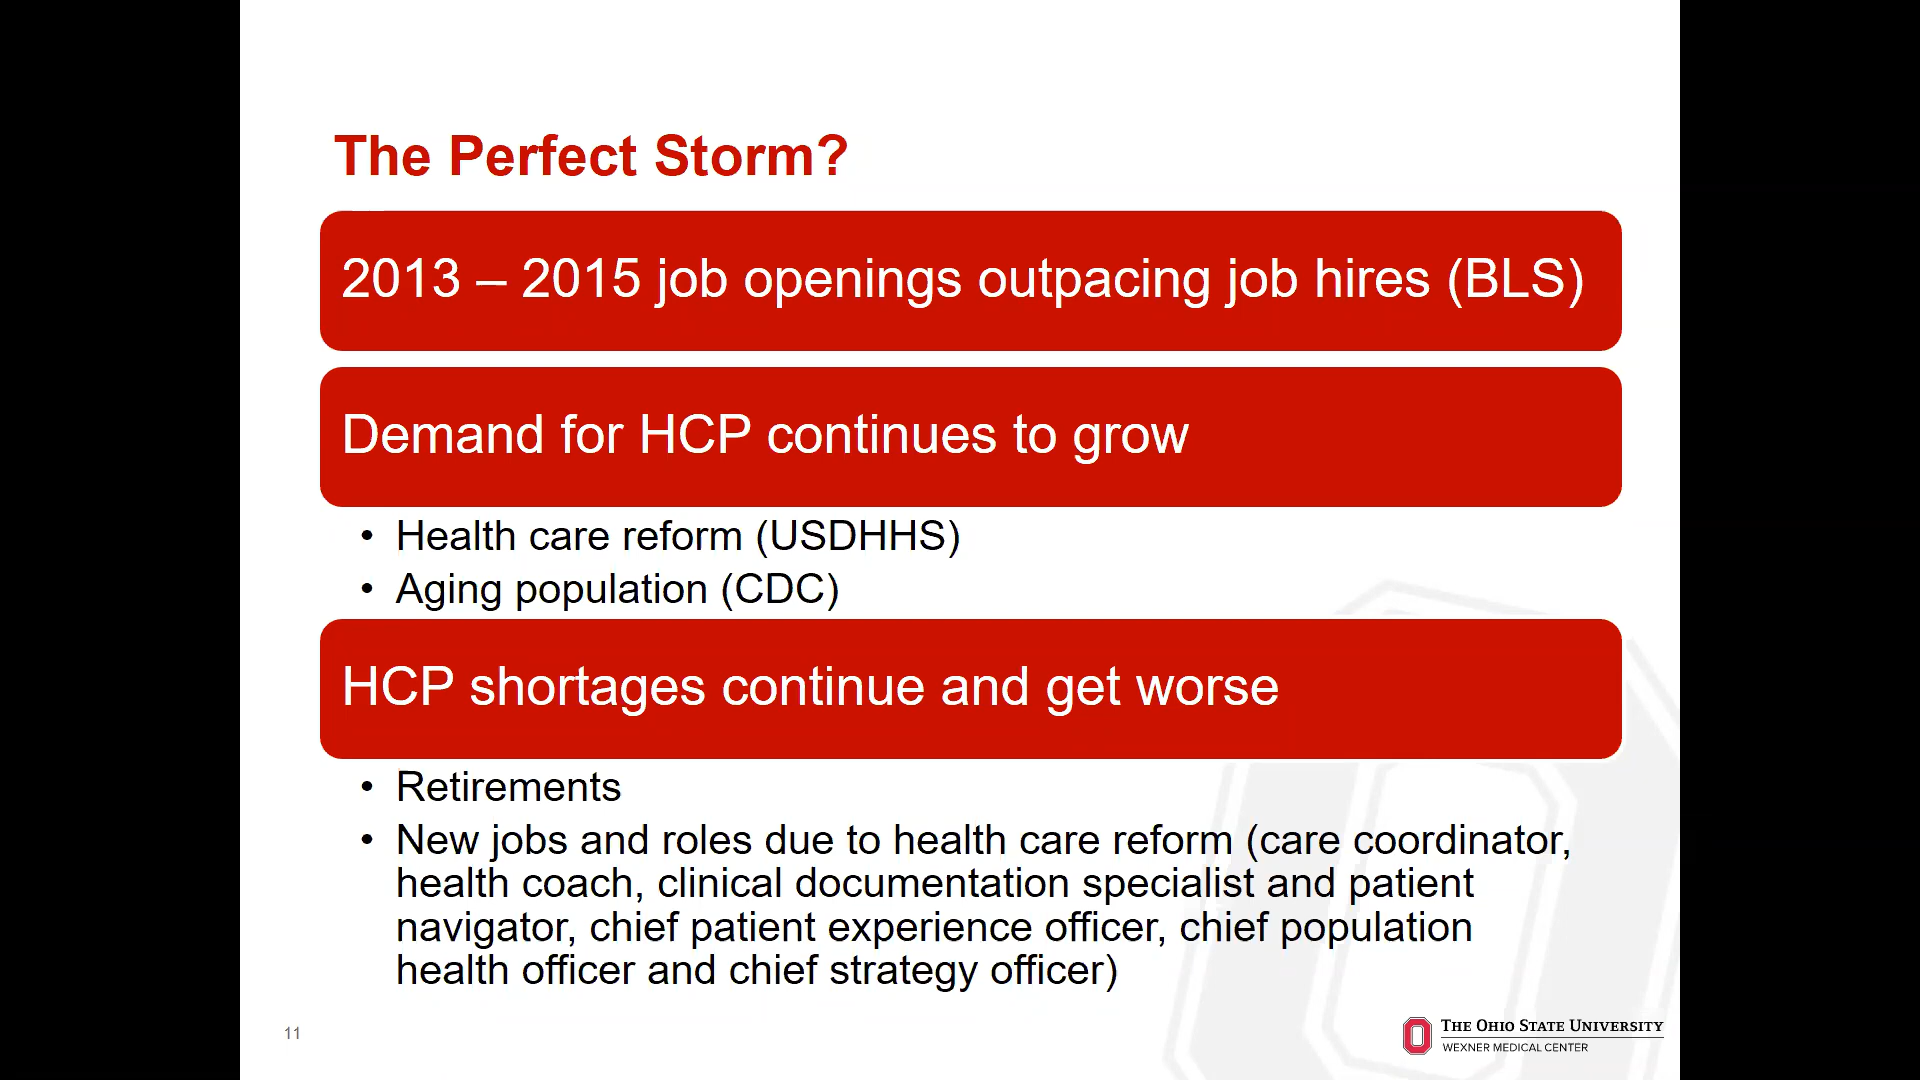 The Perfect Storm?
2013 – 2015 job openings outpacing job hires (BLS)
Demand for HCP continues to grow
• Health care reform (USDHHS)
• Aging population (CDC)
HCP shortages continue and get worse
• Retirements
• New jobs and roles due to health care reform (care coordinator,
health coach, clinical documentation specialist and patient
navigator, chief patient experience officer, chief population
health officer and chief strategy officer)
11
THE OHIO STATE UNIVERSITY
WEXNER MEDICAL CENTER